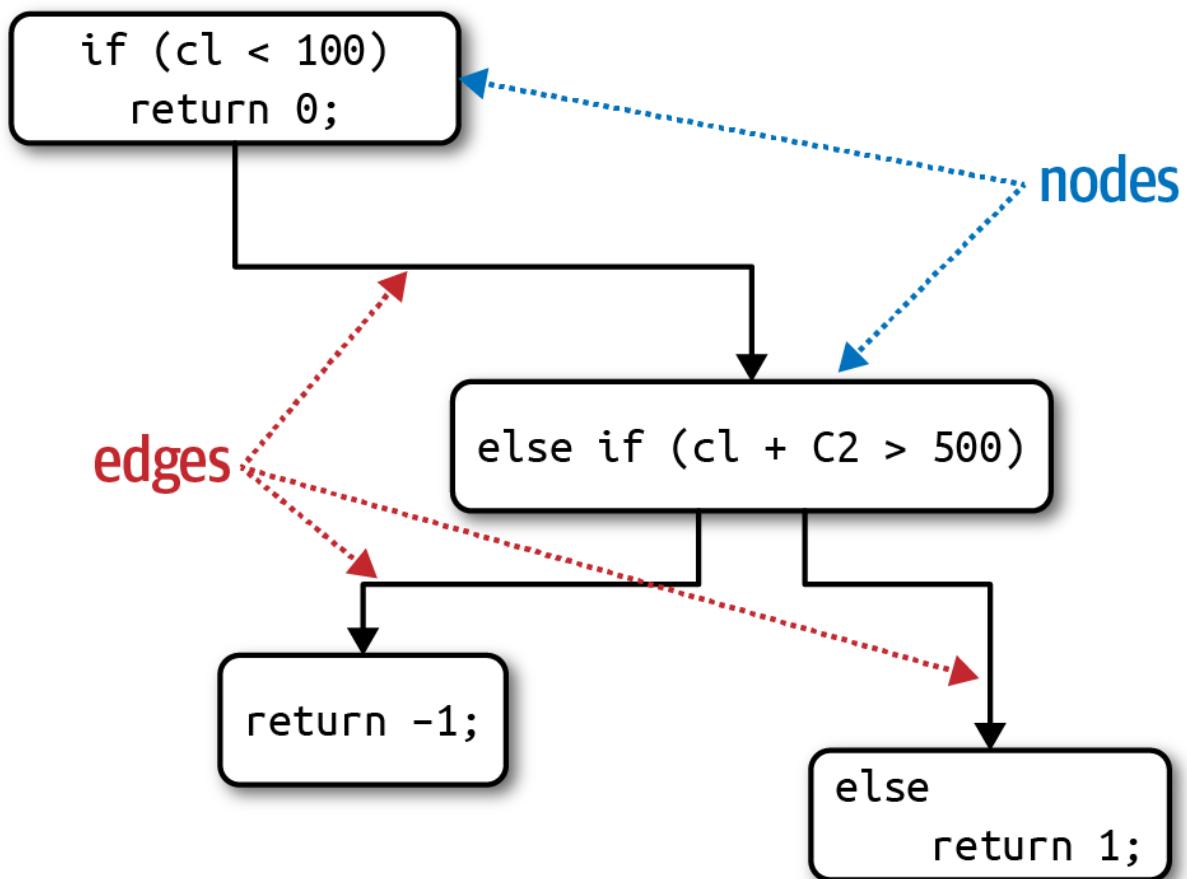 if (cl < 100)
return 0;
nodes
else if (cl + C2 > 500)
edges
return -1;
else
return 1;